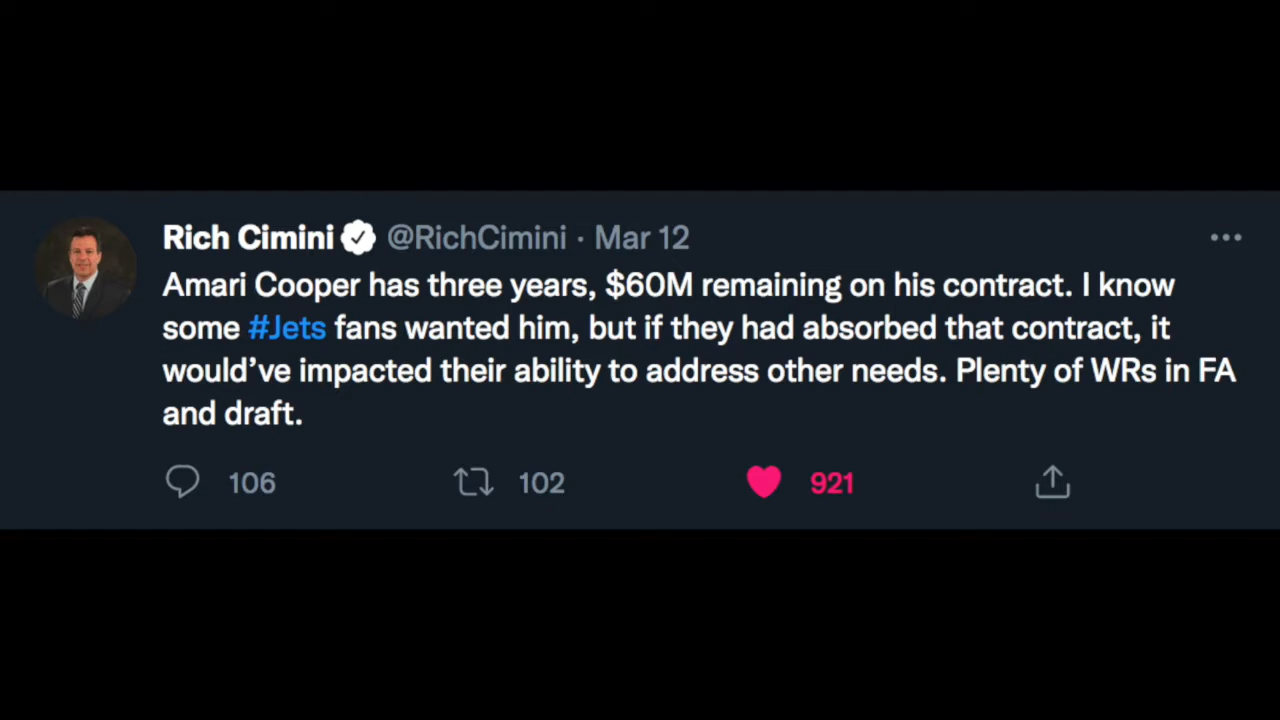 Rich Cimini @RichCimini · Mar 12
Amari Cooper has three years, $60M remaining on his contract. I know
some #Jets fans wanted him, but if they had absorbed that contract, it
would’ve impacted their ability to address other needs. Plenty of WRs in FA
and draft.
106 102 921